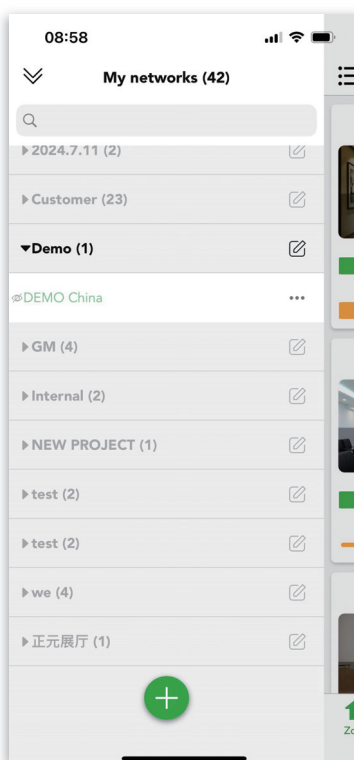 08:58
My networks (42)
2024.7.11 (2)
Customer (23)
Demo (1)
DEMO China
GM (4)
Internal (2)
NEW PROJECT (1)
test (2)
test (2)
we (4)
正元展厅 (1)